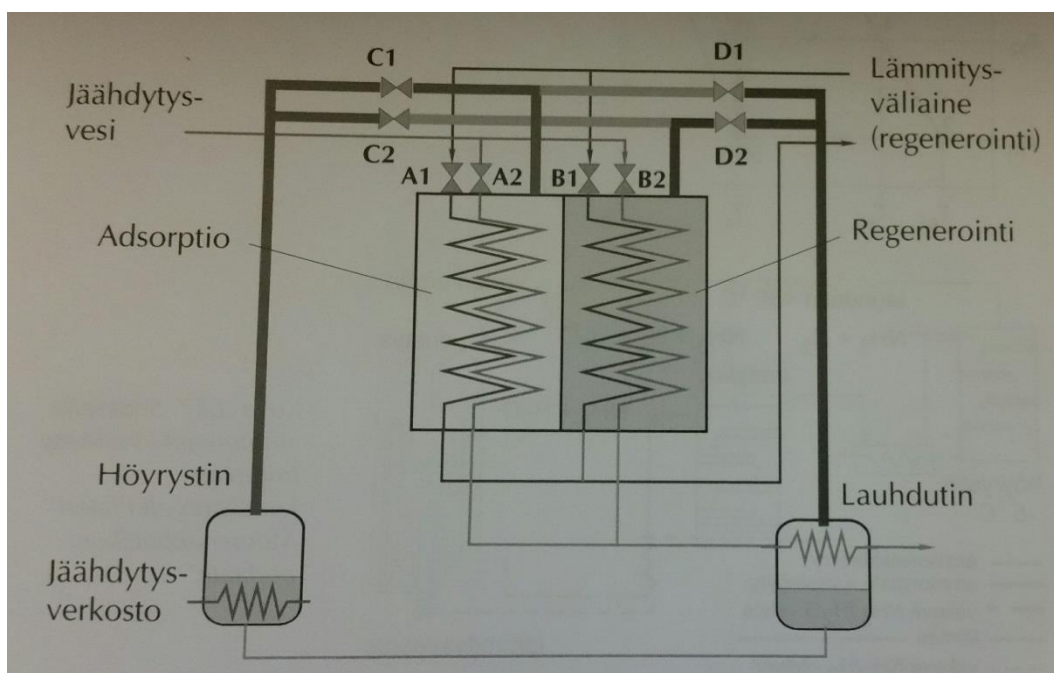 C1
D1
Jäähdytys-
vesi
Lämmitys-
väliaine
(regenerointi)
C2
D2
A1
A2
B1
B2
Adsorptio
Regenerointi
Höyrystin
Lauhdutin
Jäähdytys-
verkosto